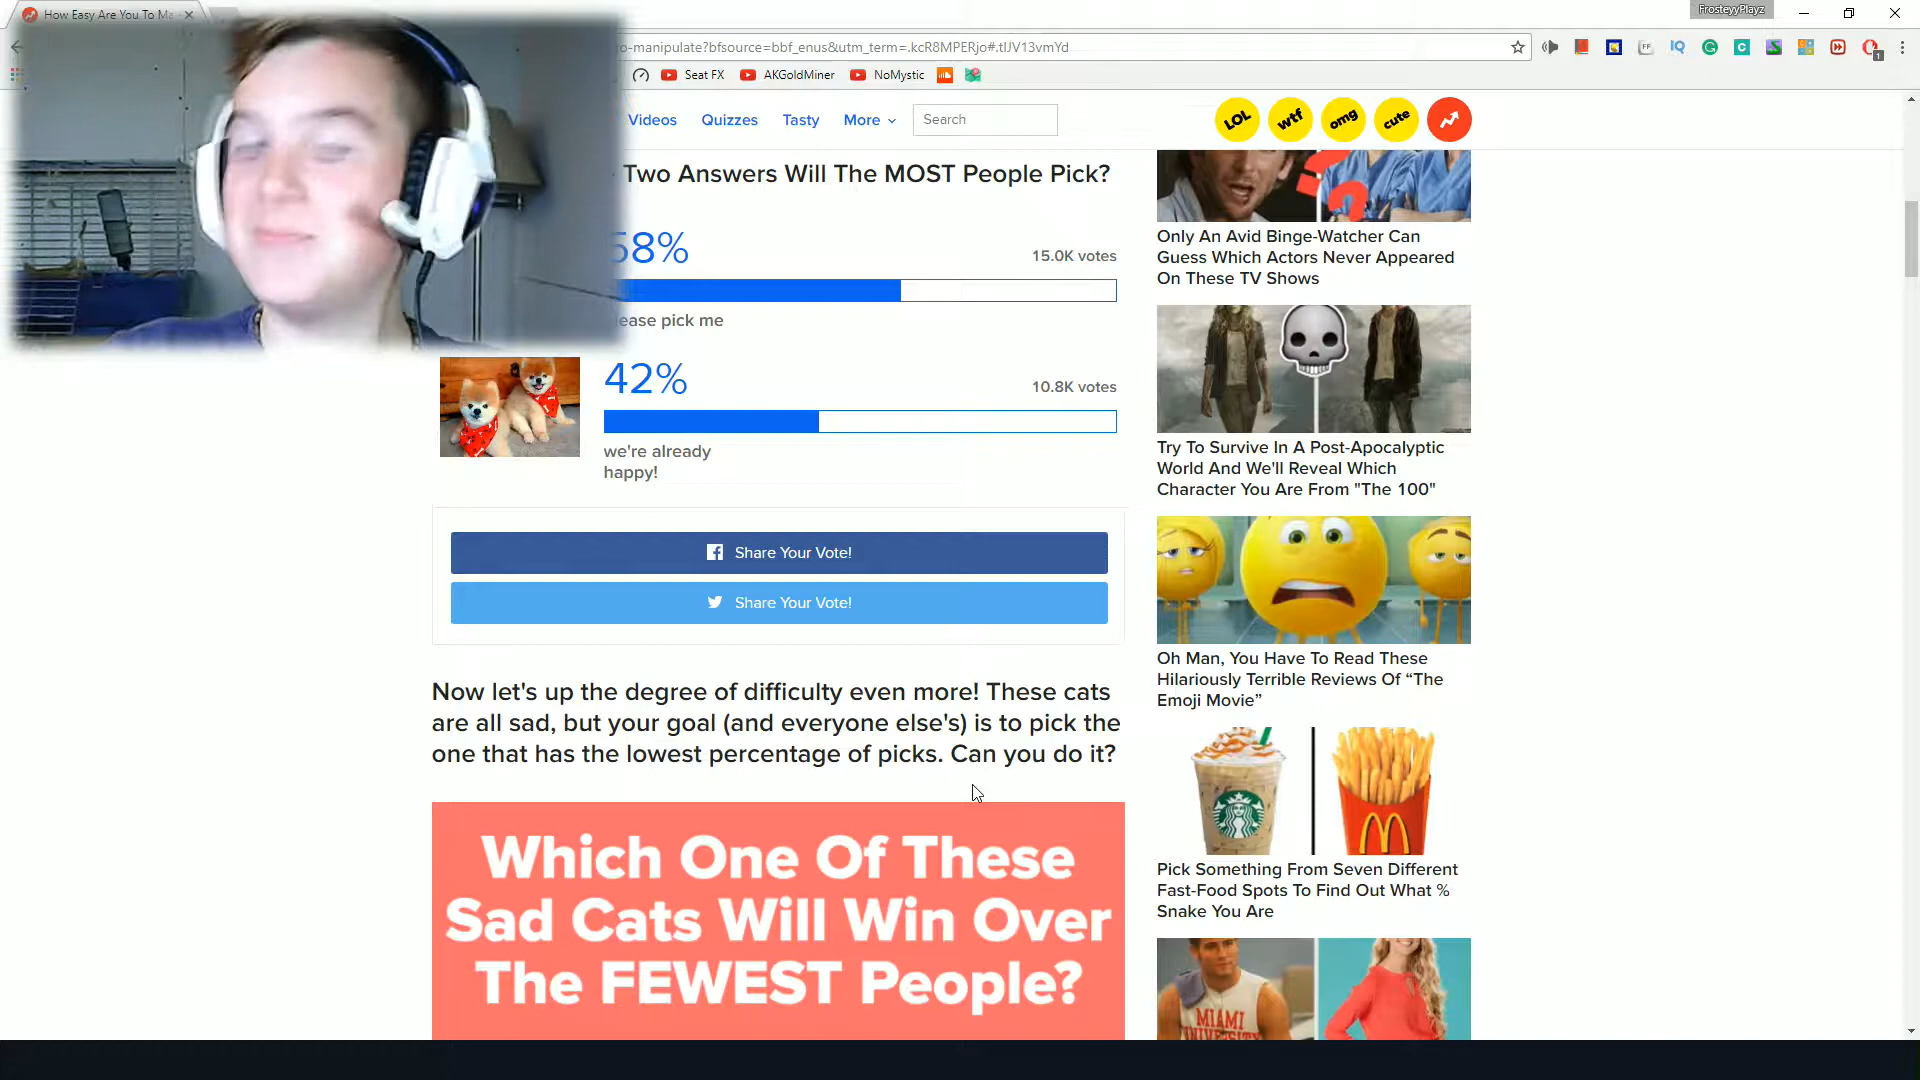 How Easy Are You To Ma
FrosteyyPlayz
ro-manipulate?bfsource=bbf_enus&utm_term=.kcR8MPERjo#.tlJV13vmYd
Seat FX
AKGoldMiner
NoMystic
Videos
Quizzes
Tasty
More
Search
LOL
wtf
omg
cute
Two Answers Will The MOST People Pick?
58%
15.0K votes
ease pick me
42%
10.8K votes
we're already
happy!
Share Your Vote!
Share Your Vote!
Now let's up the degree of difficulty even more! These cats
are all sad, but your goal (and everyone else's) is to pick the
one that has the lowest percentage of picks. Can you do it?
Which One Of These
Sad Cats Will Win Over
The FEWEST People?
Only An Avid Binge-Watcher Can
Guess Which Actors Never Appeared
On These TV Shows
Try To Survive In A Post-Apocalyptic
World And We'll Reveal Which
Character You Are From "The 100"
Oh Man, You Have To Read These
Hilariously Terrible Reviews Of “The
Emoji Movie”
Pick Something From Seven Different
Fast-Food Spots To Find Out What %
Snake You Are
MIAMI
UNIVERSITY